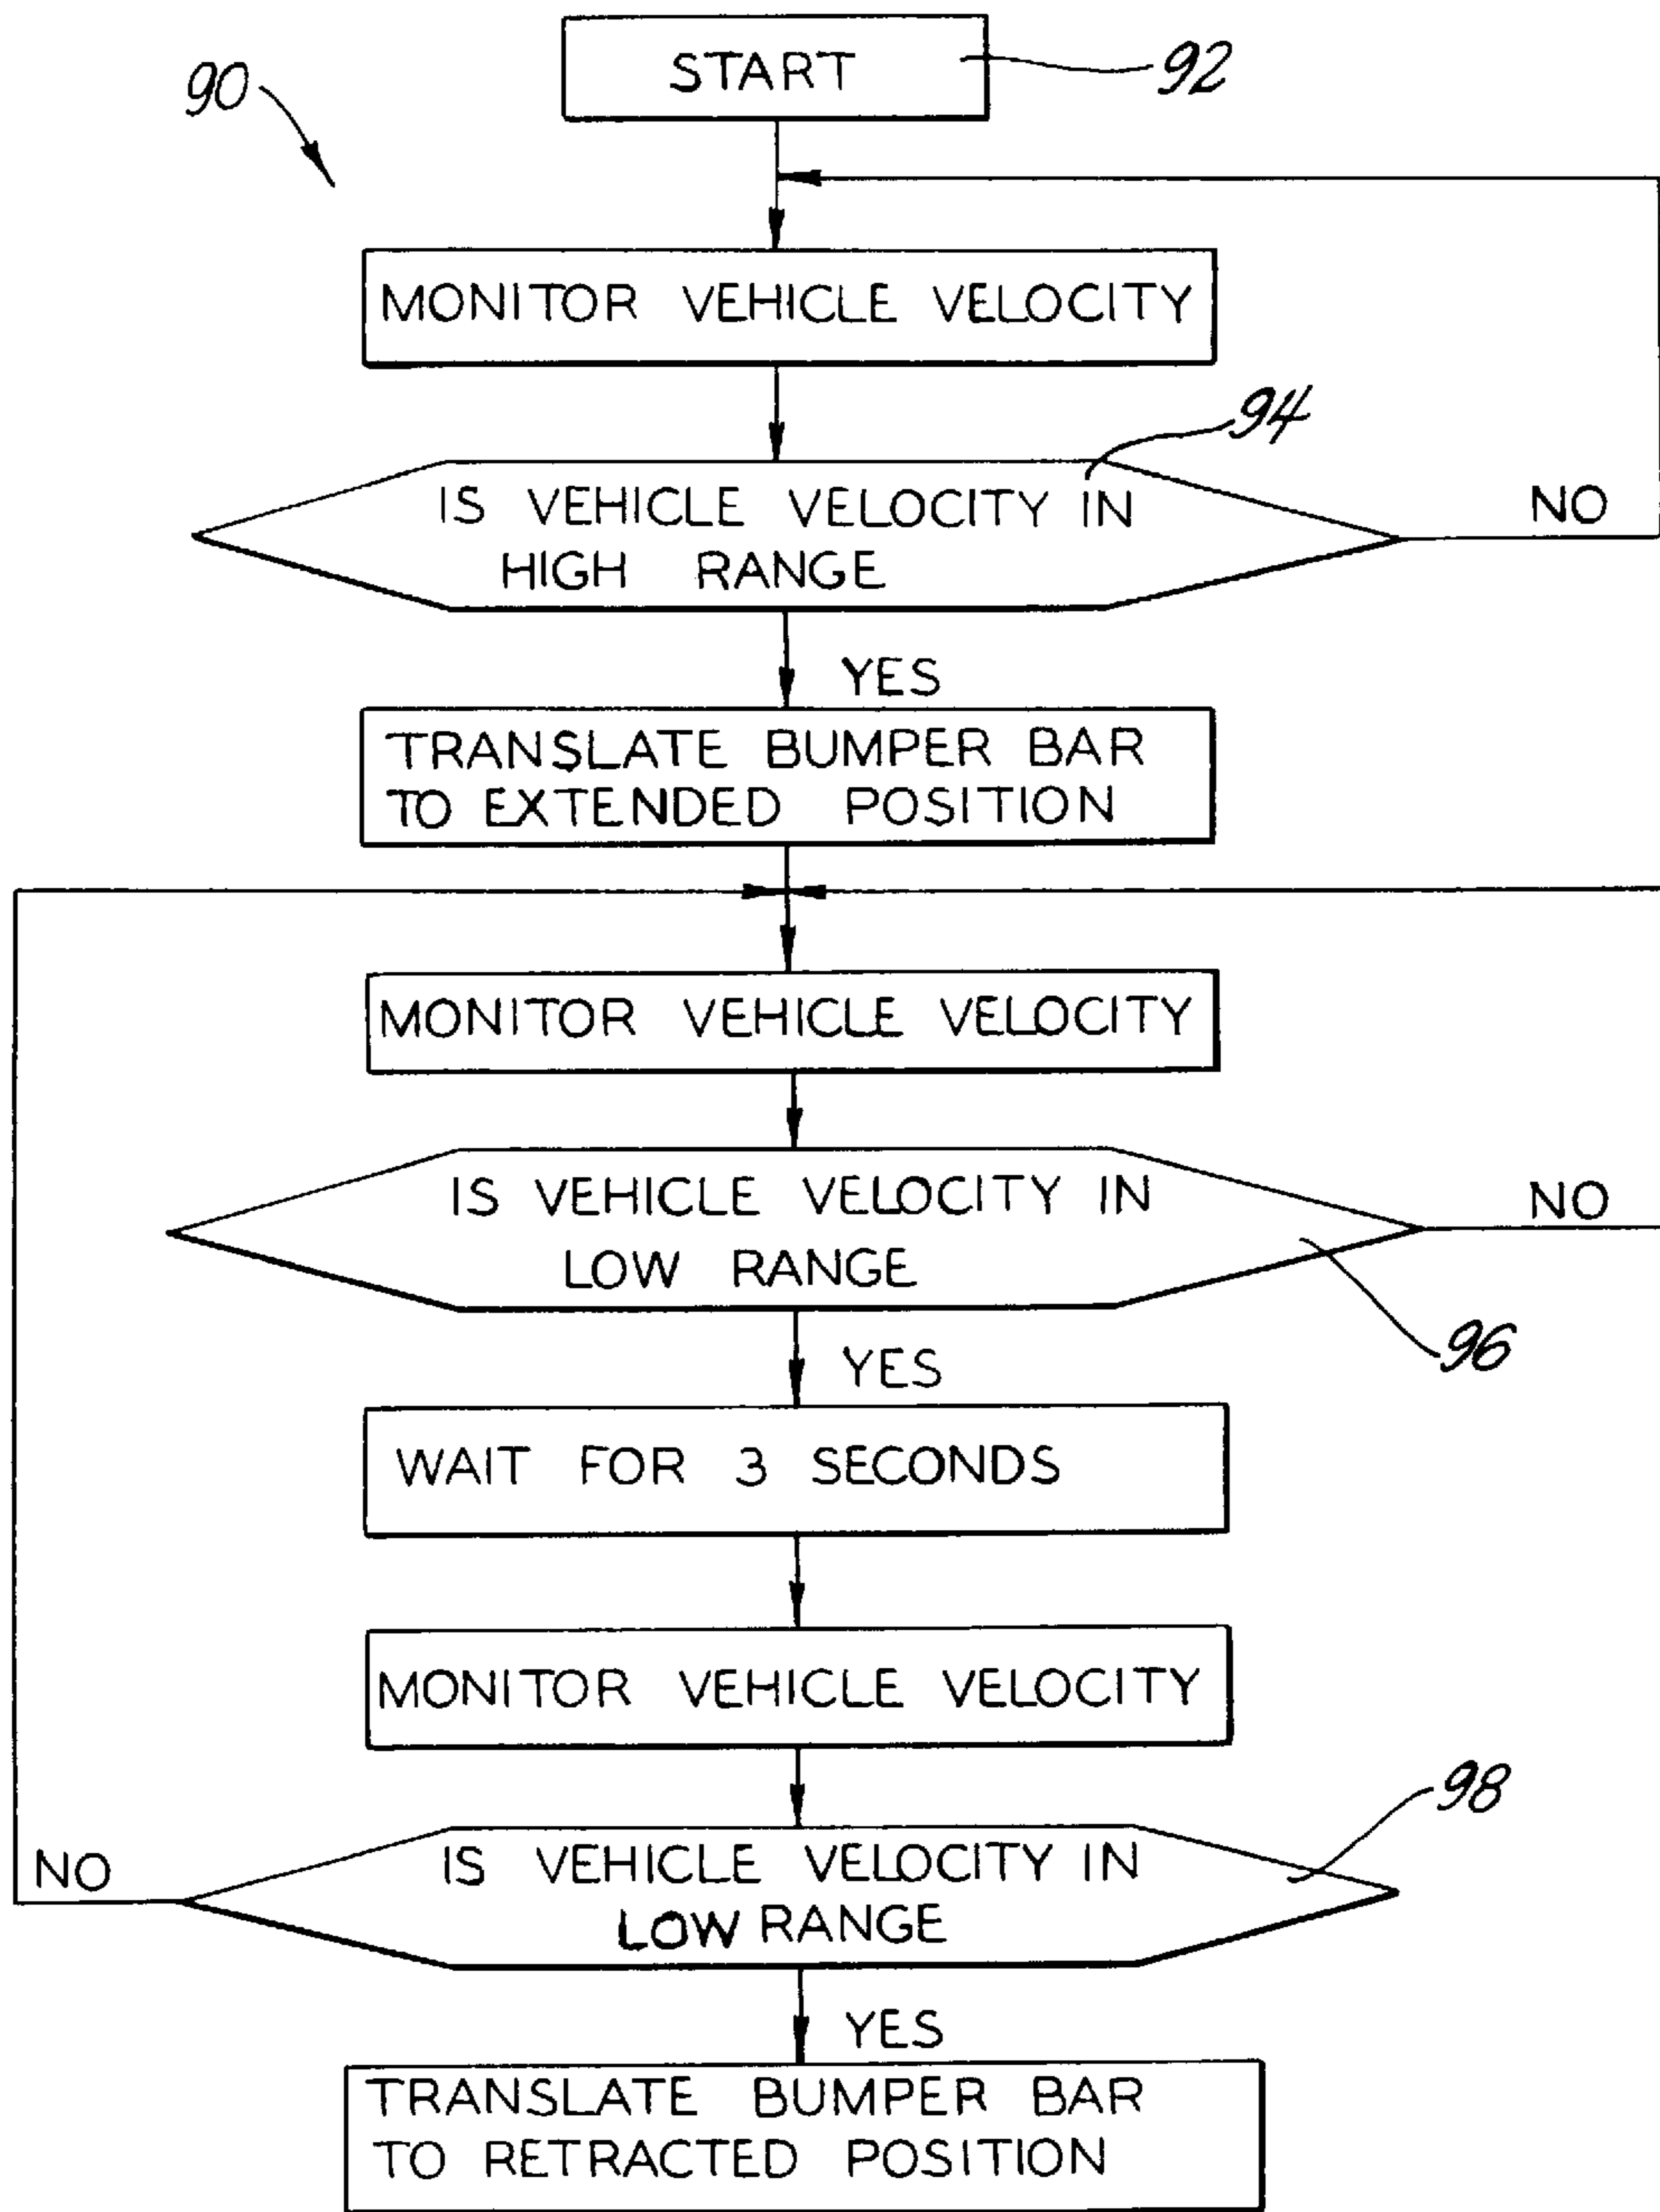 START
92
90
MONITOR VEHICLE VELOCITY
94
IS VEHICLE VELOCITY IN
HIGH RANGE
NO
YES
TRANSLATE BUMPER BAR
TO EXTENDED POSITION
MONITOR VEHICLE VELOCITY
IS VEHICLE VELOCITY IN
LOW RANGE
NO
96
YES
WAIT FOR 3 SECONDS
MONITOR VEHICLE VELOCITY
98
NO
IS VEHICLE VELOCITY IN
LOW RANGE
YES
TRANSLATE BUMPER BAR
TO RETRACTED POSITION